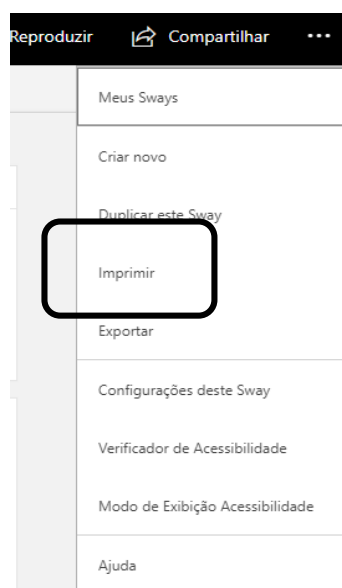 Reproduzir Compartilhar ...
Meus Sways
Criar novo
Duplicar este Sway
Imprimir
Exportar
Configurações deste Sway
Verificador de Acessibilidade
Modo de Exibição Acessibilidade
Ajuda